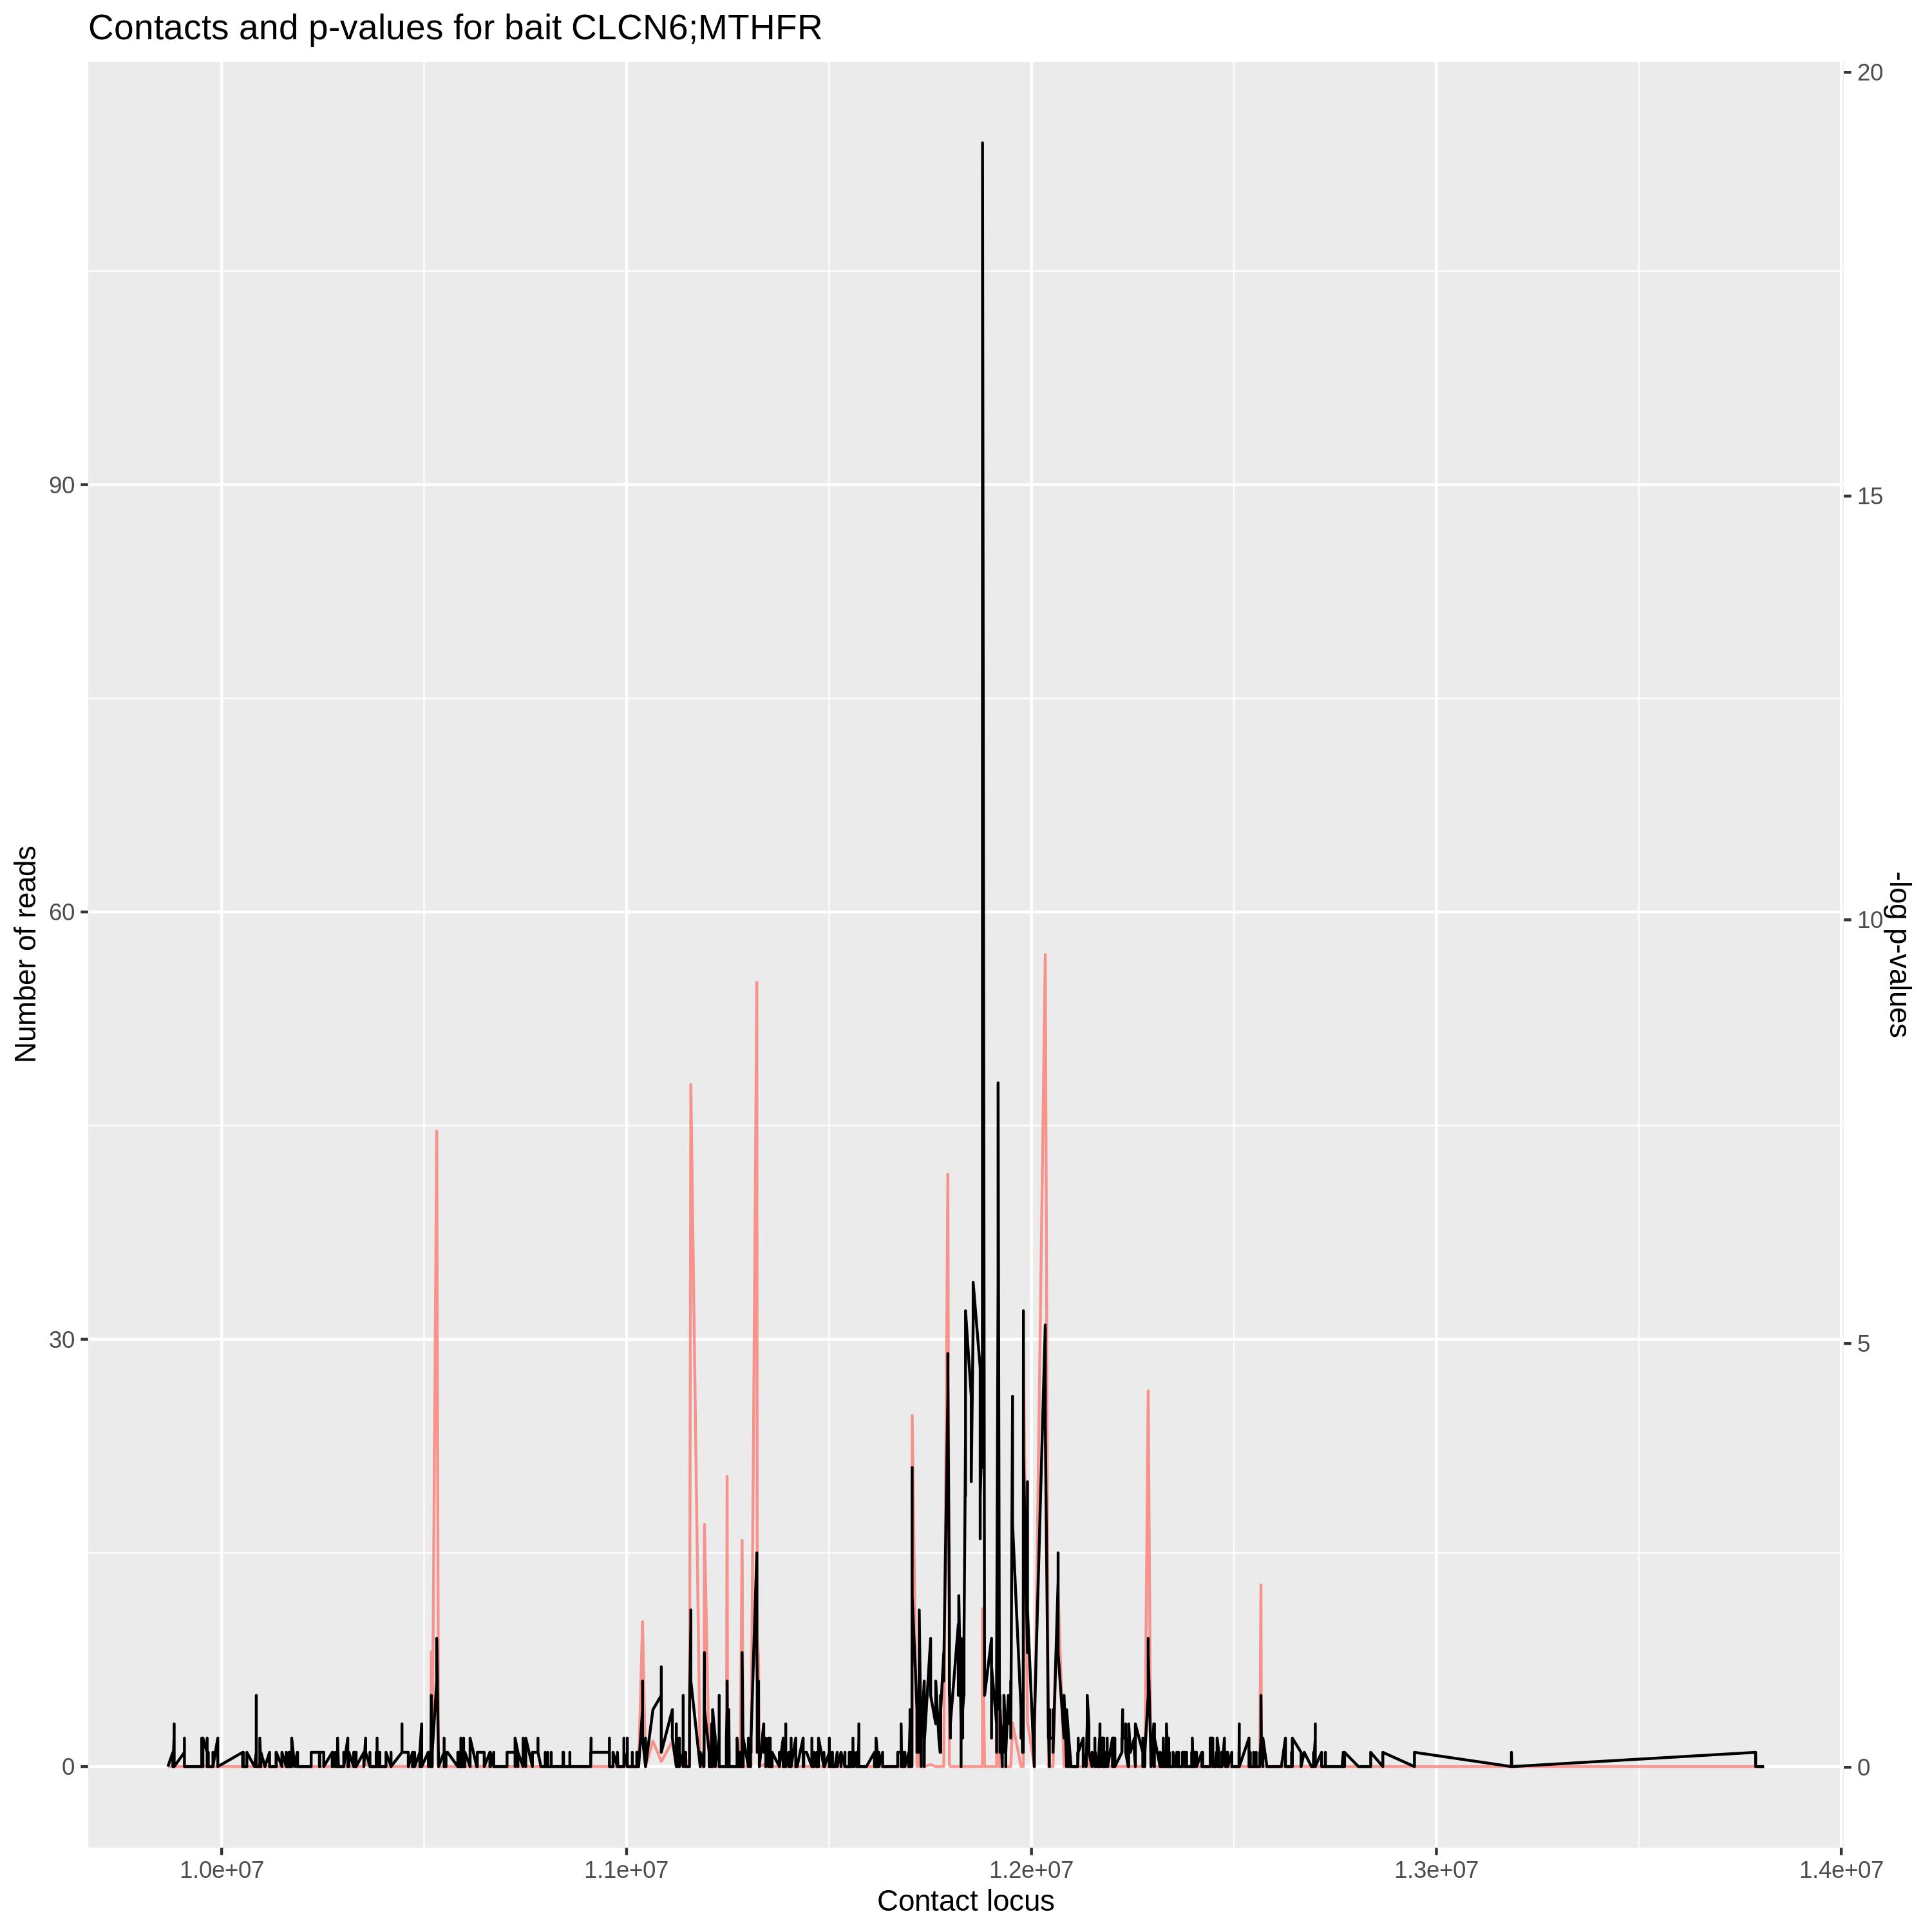 Contacts and p-values for bait CLCN6;MTHFR
20
90
15
60
10
30
5
0
0
Number of reads
-log p-values
1.0e+07
1.1e+07
1.2e+07
1.3e+07
1.4e+07
Contact locus